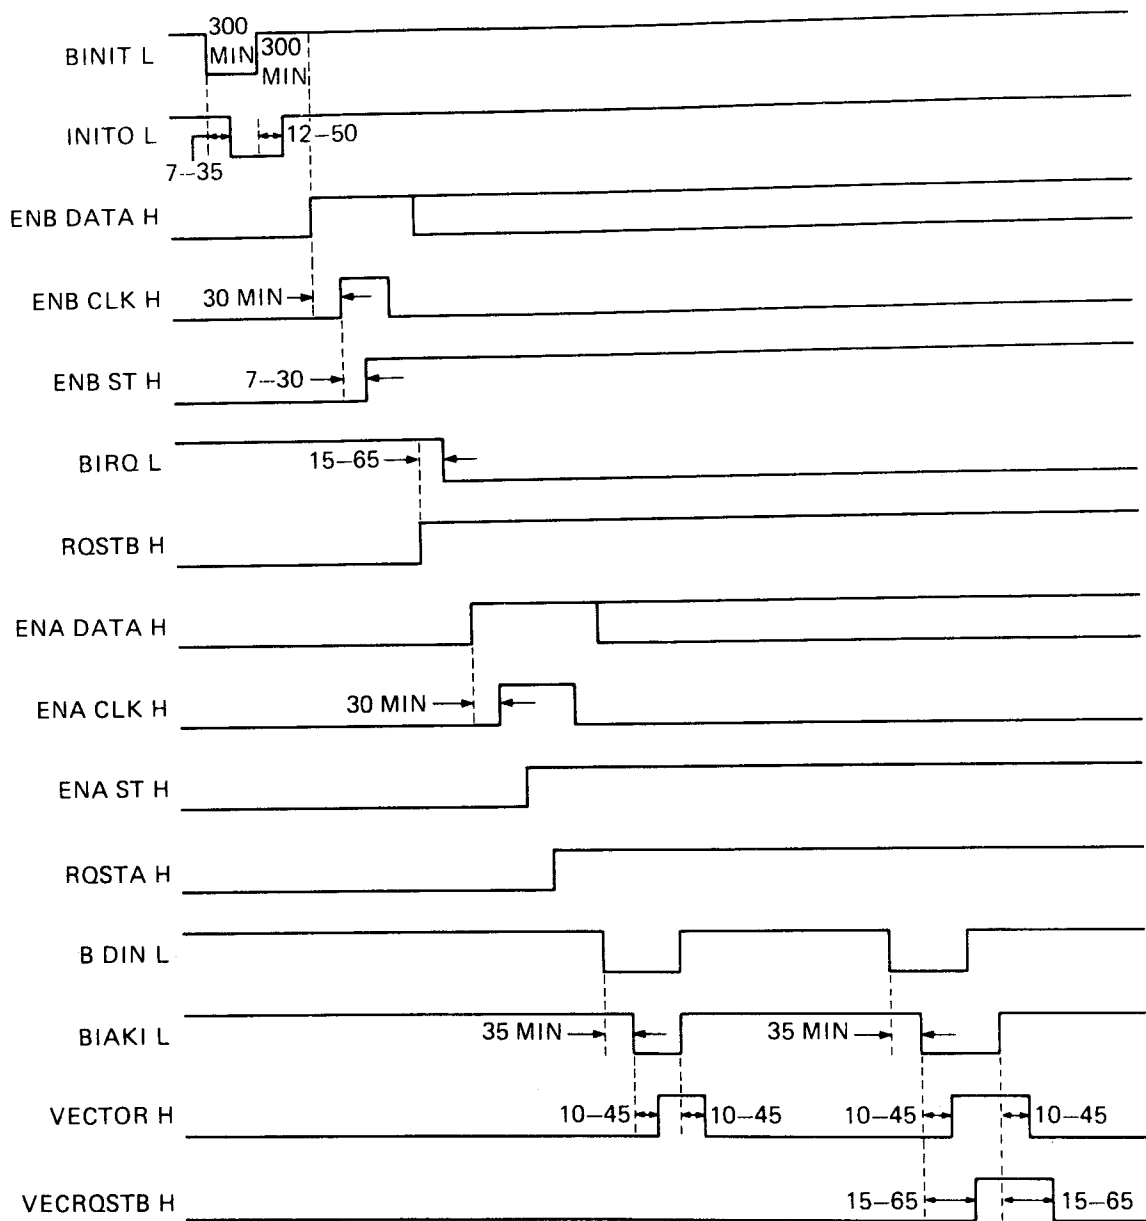 300
MIN
300
MIN
BINIT L
INITO L
12–50
7–35
ENB DATA H
ENB CLK H
30 MIN
ENB ST H
7–30
BIRQ L
15–65
RQSTB H
ENA DATA H
ENA CLK H
30 MIN
ENA ST H
RQSTA H
B DIN L
BIAKI L
35 MIN
35 MIN
VECTOR H
10–45
10–45
10–45
10–45
VECRQSTB H
15–65
15–65